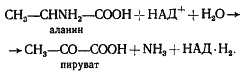 CH₃—CHNH₂—COOH + НАД⁺ + H₂O →
аланин
→ CH₃—CO—COOH + NH₃ + НАД·H₂.
пируват